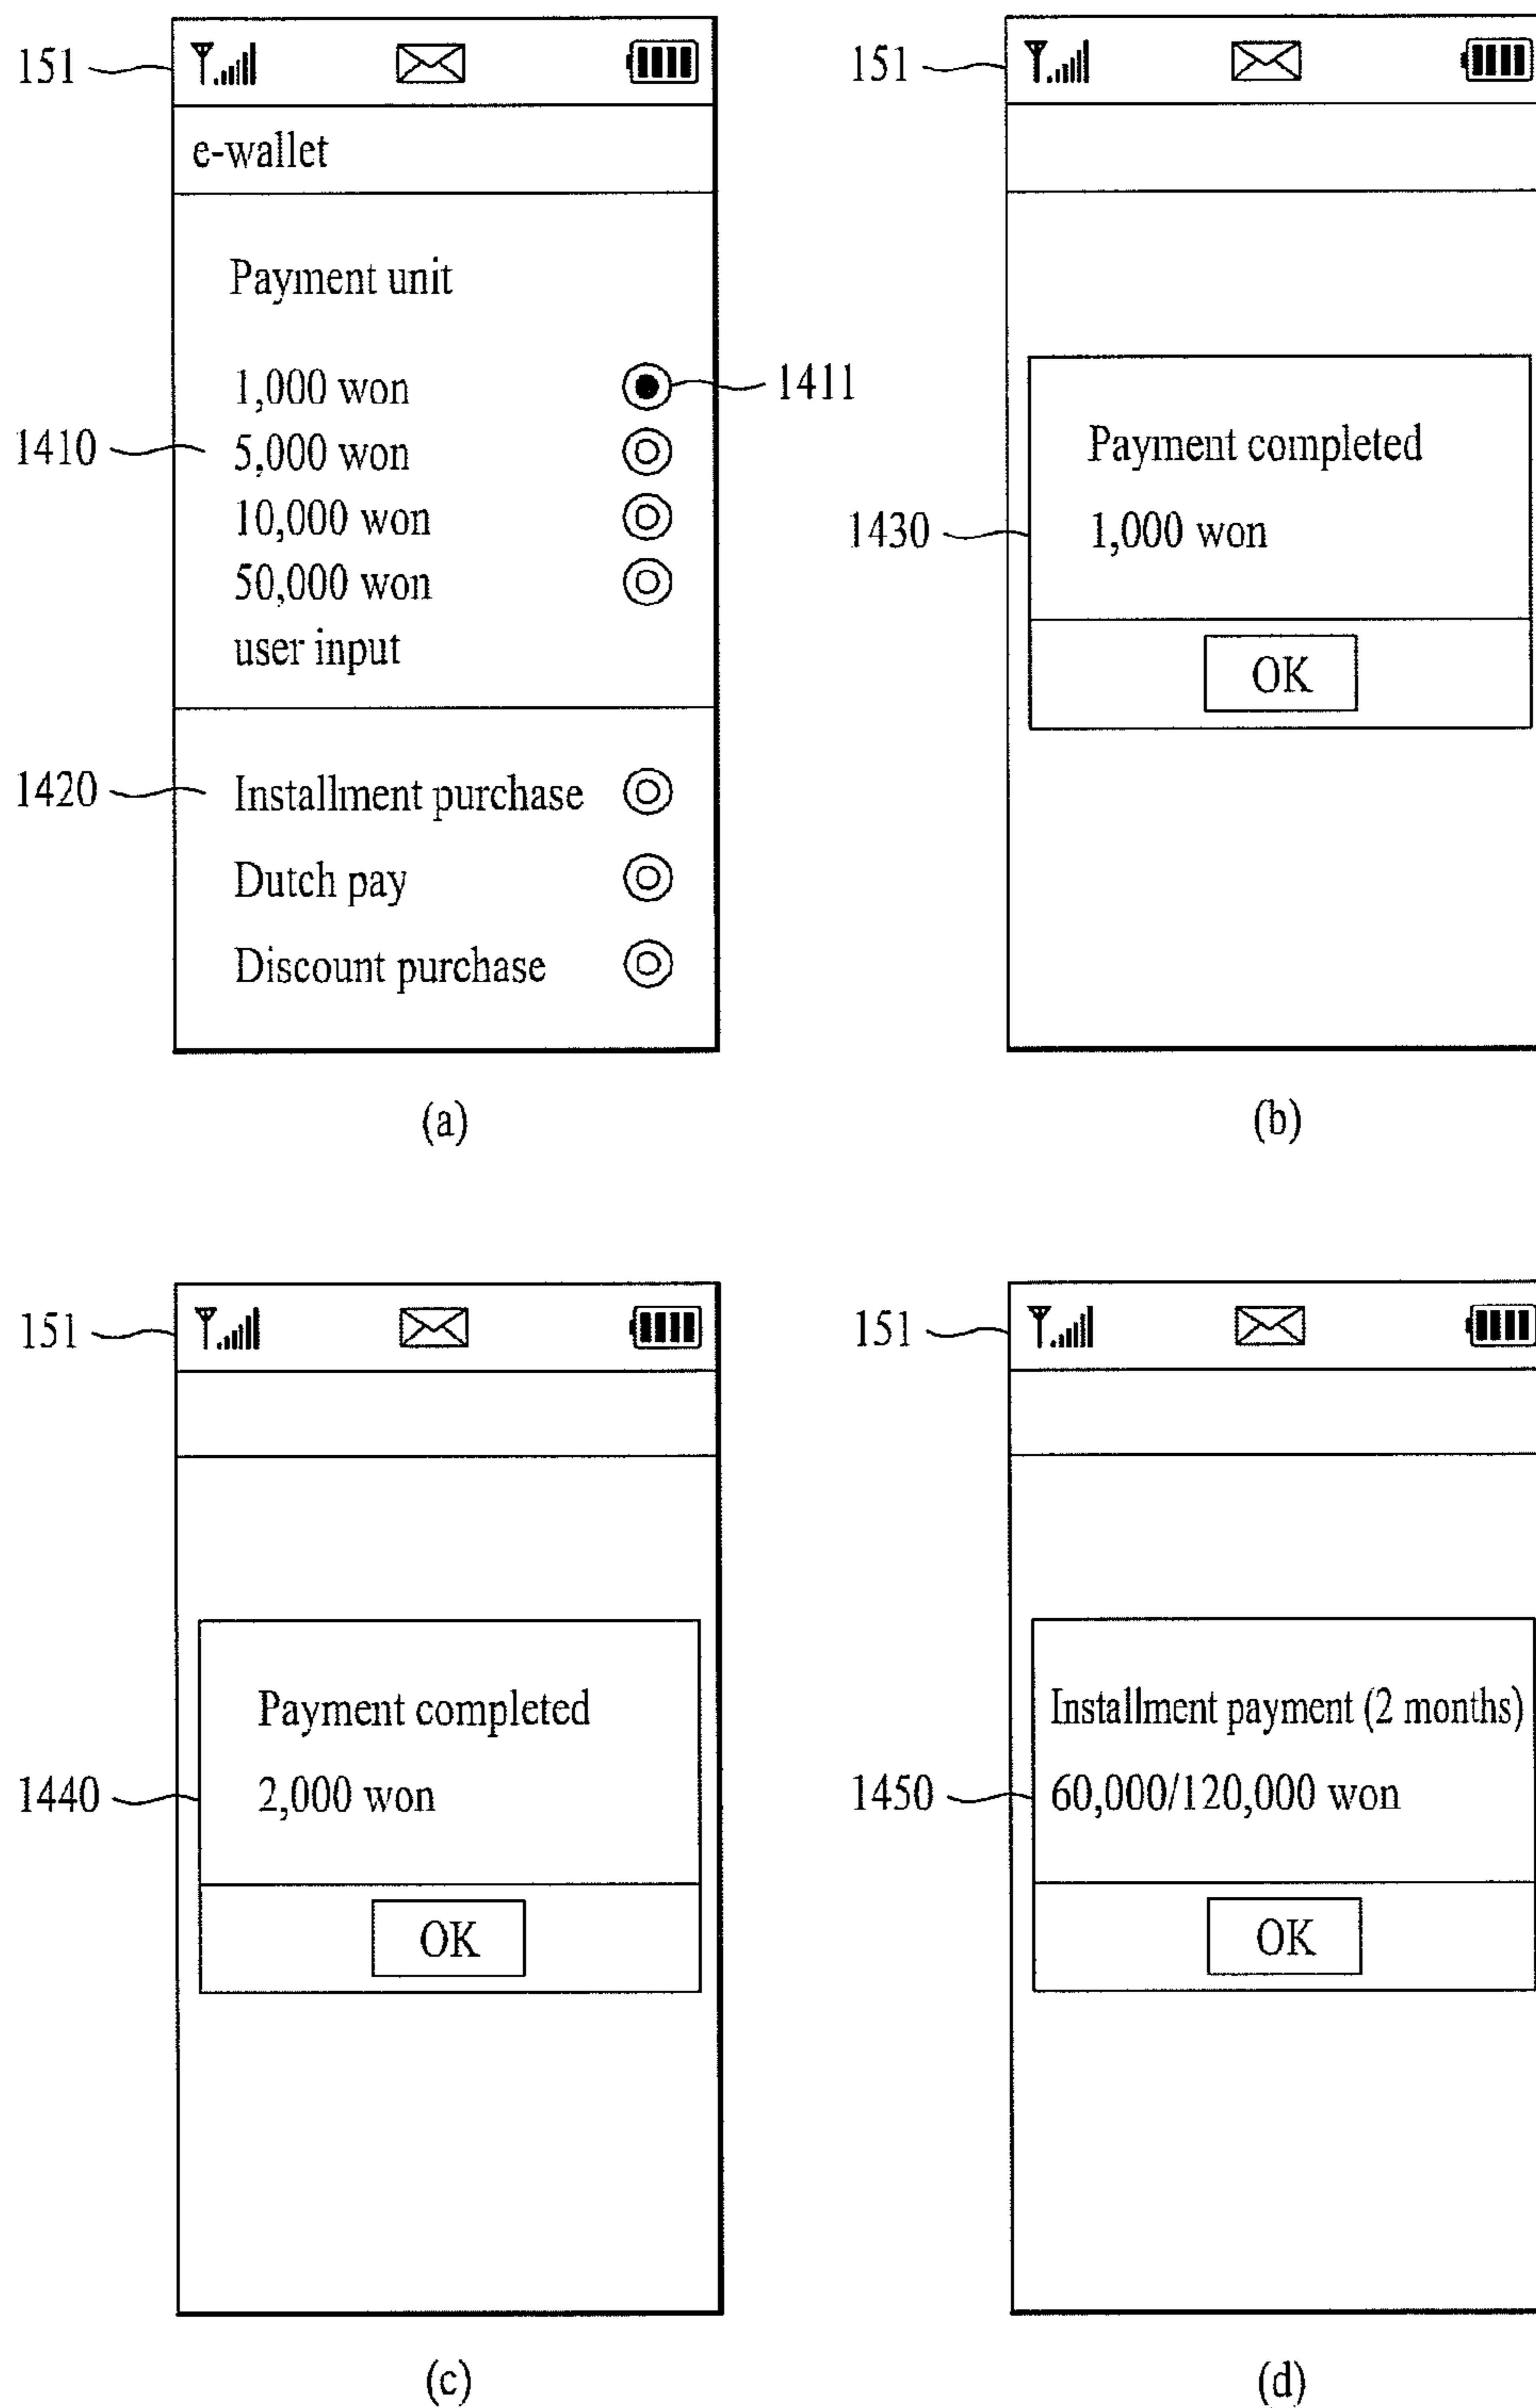 151
e-wallet
Payment unit
1,000 won
1411
1410
5,000 won
10,000 won
50,000 won
user input
1420
Installment purchase
Dutch pay
Discount purchase
(a)
151
Payment completed
1430
1,000 won
OK
(b)
151
Payment completed
1440
2,000 won
OK
(c)
151
Installment payment (2 months)
1450
60,000/120,000 won
OK
(d)